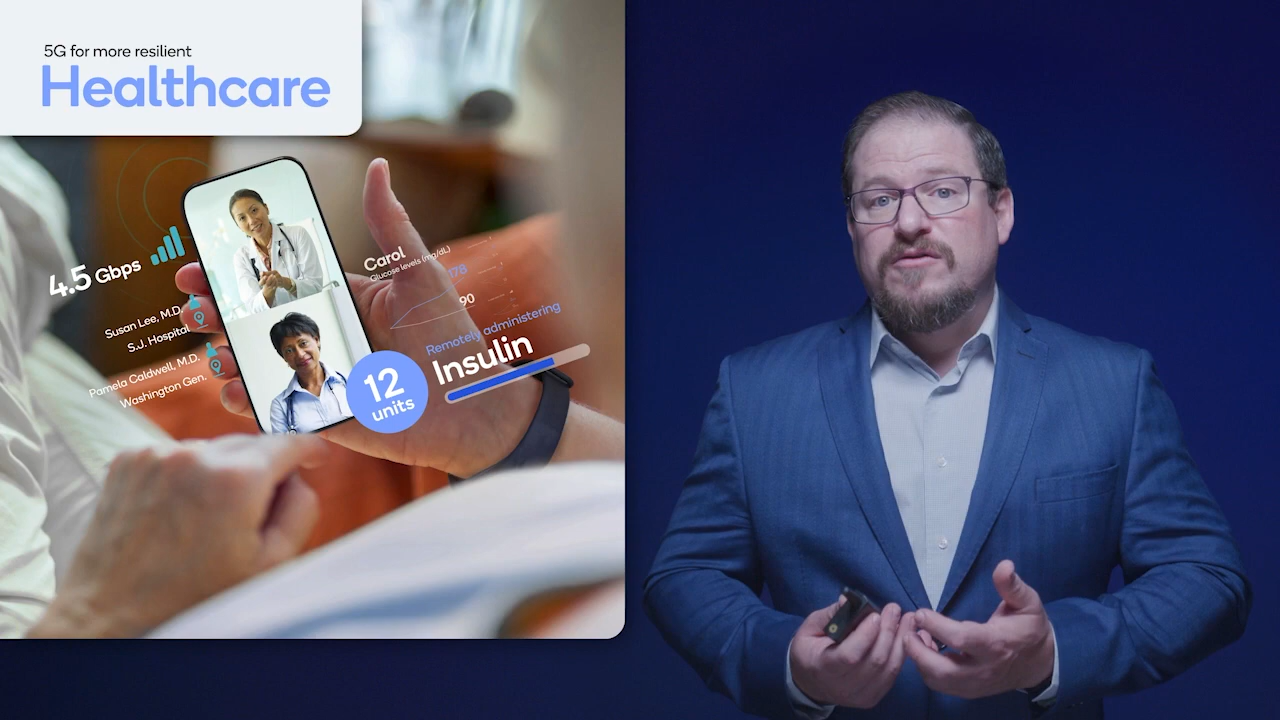 5G for more resilient
Healthcare
4.5 Gbps
Susan Lee, M.D.
S.J. Hospital
Pamela Caldwell, M.D.
Washington Gen.
Carol
Glucose levels (mg/dL)
178
90
Remotely administering
Insulin
12
units